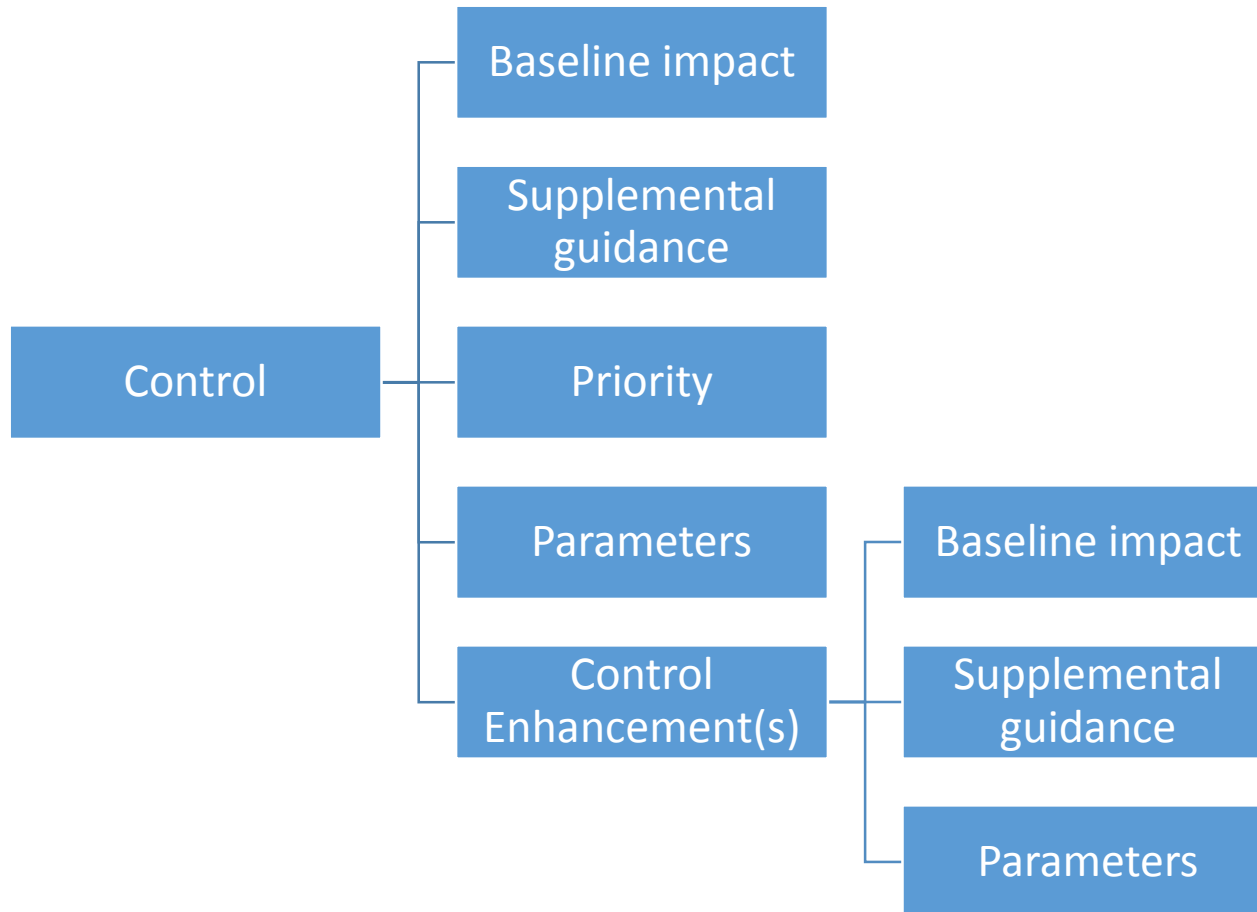 Baseline impact
Supplemental
guidance
Control
Priority
Parameters
Baseline impact
Control
Enhancement(s)
Supplemental
guidance
Parameters